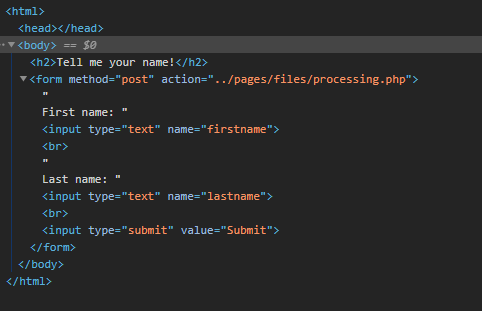 <html>
<head></head>
<body> == $0
<h2>Tell me your name!</h2>
<form method="post" action="../pages/files/processing.php">
"
First name: "
<input type="text" name="firstname">
<br>
"
Last name: "
<input type="text" name="lastname">
<br>
<input type="submit" value="Submit">
</form>
</body>
</html>